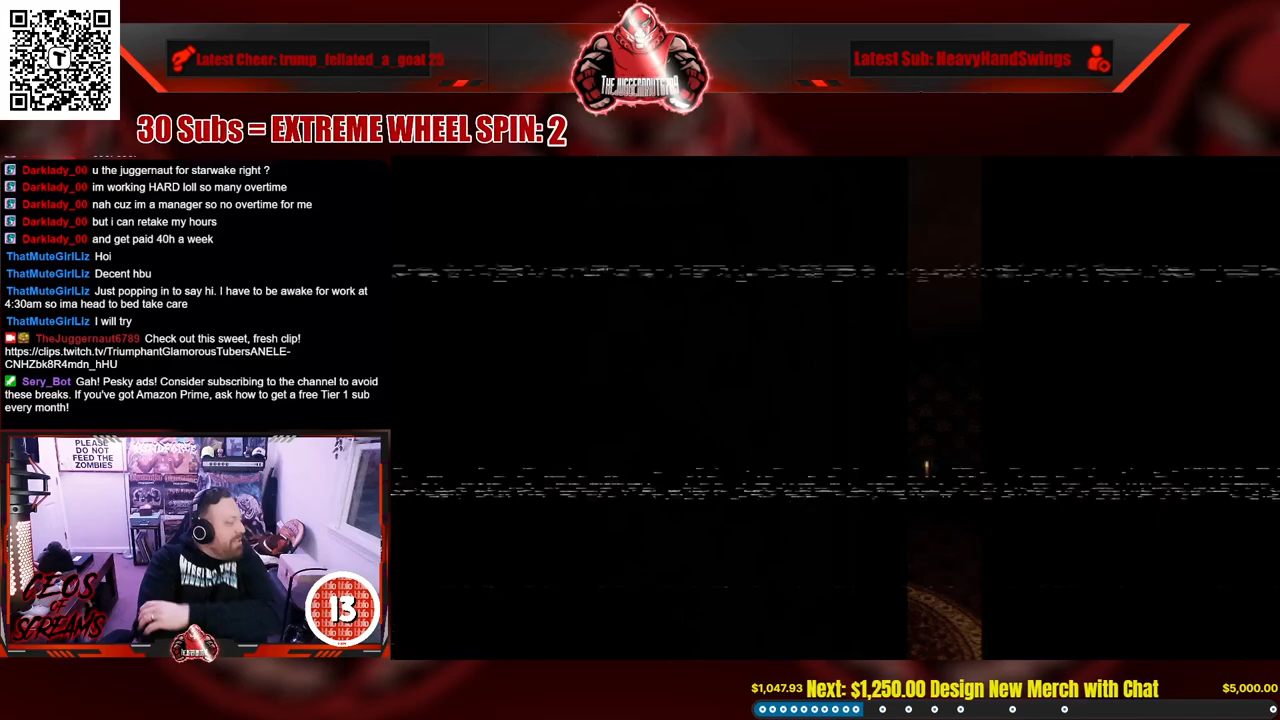 Latest Cheer: trump_fellated_a_goat 25
THEJUGGERNAUT6789
Latest Sub: HeavyHandSwings
30 Subs = EXTREME WHEEL SPIN: 2
Darklady_00 u the juggernaut for starwake right ?
Darklady_00 im working HARD loll so many overtime
Darklady_00 nah cuz im a manager so no overtime for me
Darklady_00 but i can retake my hours
Darklady_00 and get paid 40h a week
ThatMuteGirlLiz Hoi
ThatMuteGirlLiz Decent hbu
ThatMuteGirlLiz Just popping in to say hi. I have to be awake for work at
4:30am so ima head to bed take care
ThatMuteGirlLiz I will try
TheJuggernaut6789 Check out this sweet, fresh clip!
https://clips.twitch.tv/TriumphantGlamorousTubersANELE-
CNHZbk8R4mdn_hHU
Sery_Bot Gah! Pesky ads! Consider subscribing to the channel to avoid
these breaks. If you've got Amazon Prime, ask how to get a free Tier 1 sub
every month!
PLEASE
DO NOT
FEED THE
ZOMBIES
GEOS
OF
SCREAMS
13
$1,047.93 Next: $1,250.00 Design New Merch with Chat $5,000.00